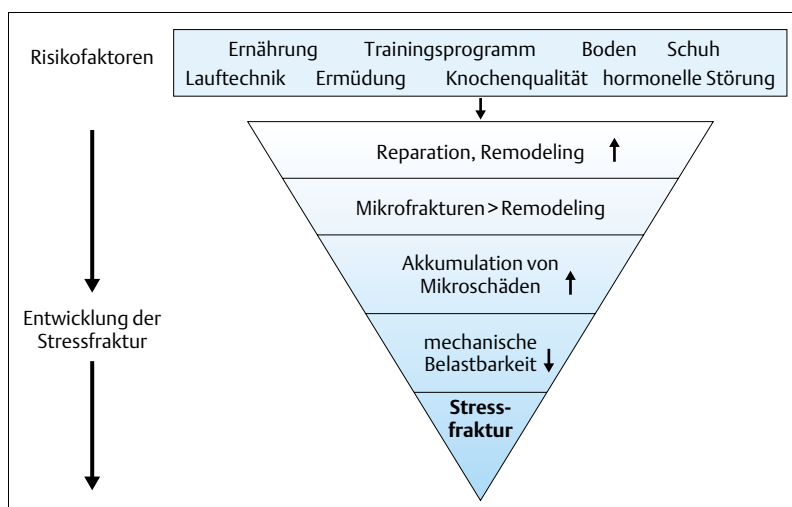 Risikofaktoren
Ernährung Trainingsprogramm Boden Schuh
Lauftechnik Ermüdung Knochenqualität hormonelle Störung
Reparation, Remodeling ↑
Mikrofrakturen > Remodeling
Akkumulation von
Mikroschäden ↑
Entwicklung der
Stressfraktur
mechanische
Belastbarkeit ↓
Stress-
fraktur